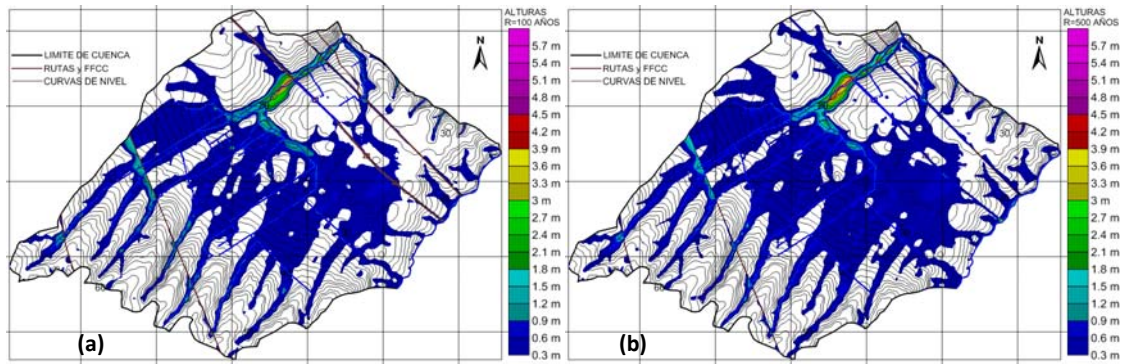 ALTURAS
R=100 AÑOS
N
LIMITE DE CUENCA
RUTAS y FFCC
CURVAS DE NIVEL
5.7 m
5.4 m
5.1 m
4.8 m
4.5 m
4.2 m
3.9 m
3.6 m
3.3 m
3 m
2.7 m
2.4 m
2.1 m
1.8 m
1.5 m
1.2 m
0.9 m
0.6 m
0.3 m
30
60
(a)
ALTURAS
R=500 AÑOS
N
LIMITE DE CUENCA
RUTAS y FFCC
CURVAS DE NIVEL
5.7 m
5.4 m
5.1 m
4.8 m
4.5 m
4.2 m
3.9 m
3.6 m
3.3 m
3 m
2.7 m
2.4 m
2.1 m
1.8 m
1.5 m
1.2 m
0.9 m
0.6 m
0.3 m
30
60
(b)